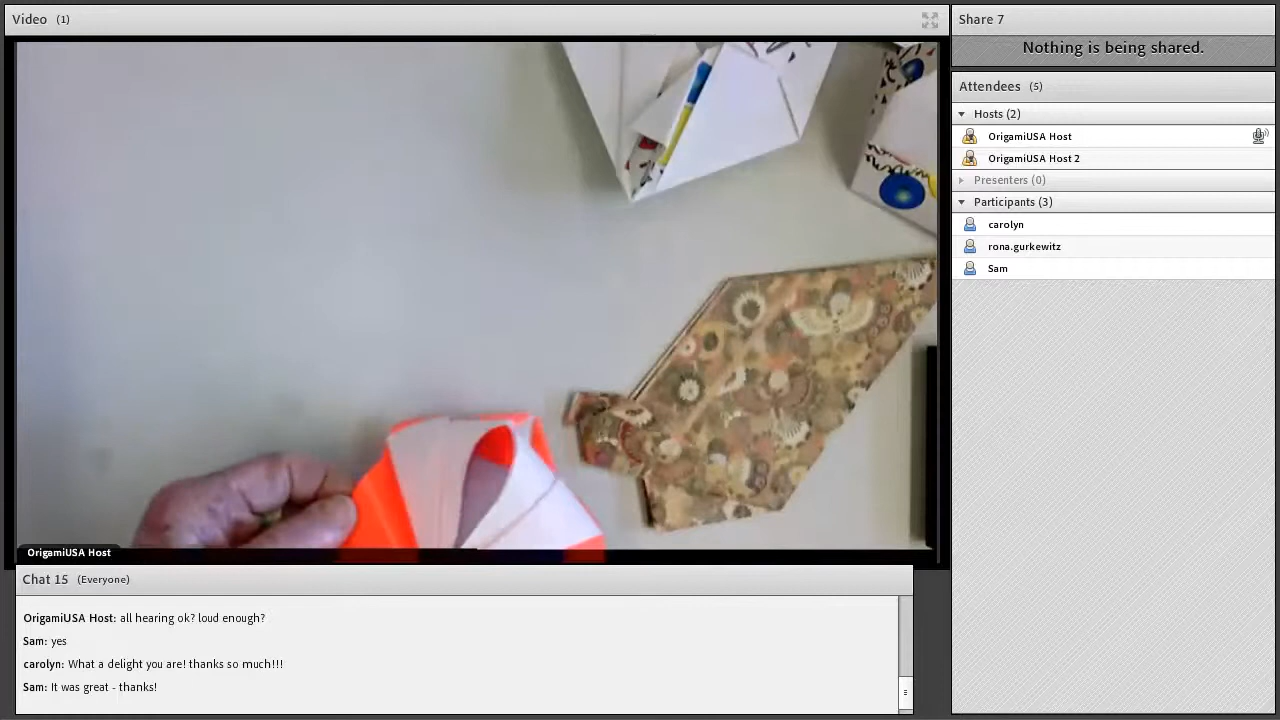 Video (1)
Share 7
Nothing is being shared.
Attendees (5)
Hosts (2)
OrigamiUSA Host
OrigamiUSA Host 2
Presenters (0)
Participants (3)
carolyn
rona.gurkewitz
Sam
OrigamiUSA Host
Chat 15 (Everyone)
OrigamiUSA Host: all hearing ok? loud enough?
Sam: yes
carolyn: What a delight you are! thanks so much!!!
Sam: It was great - thanks!